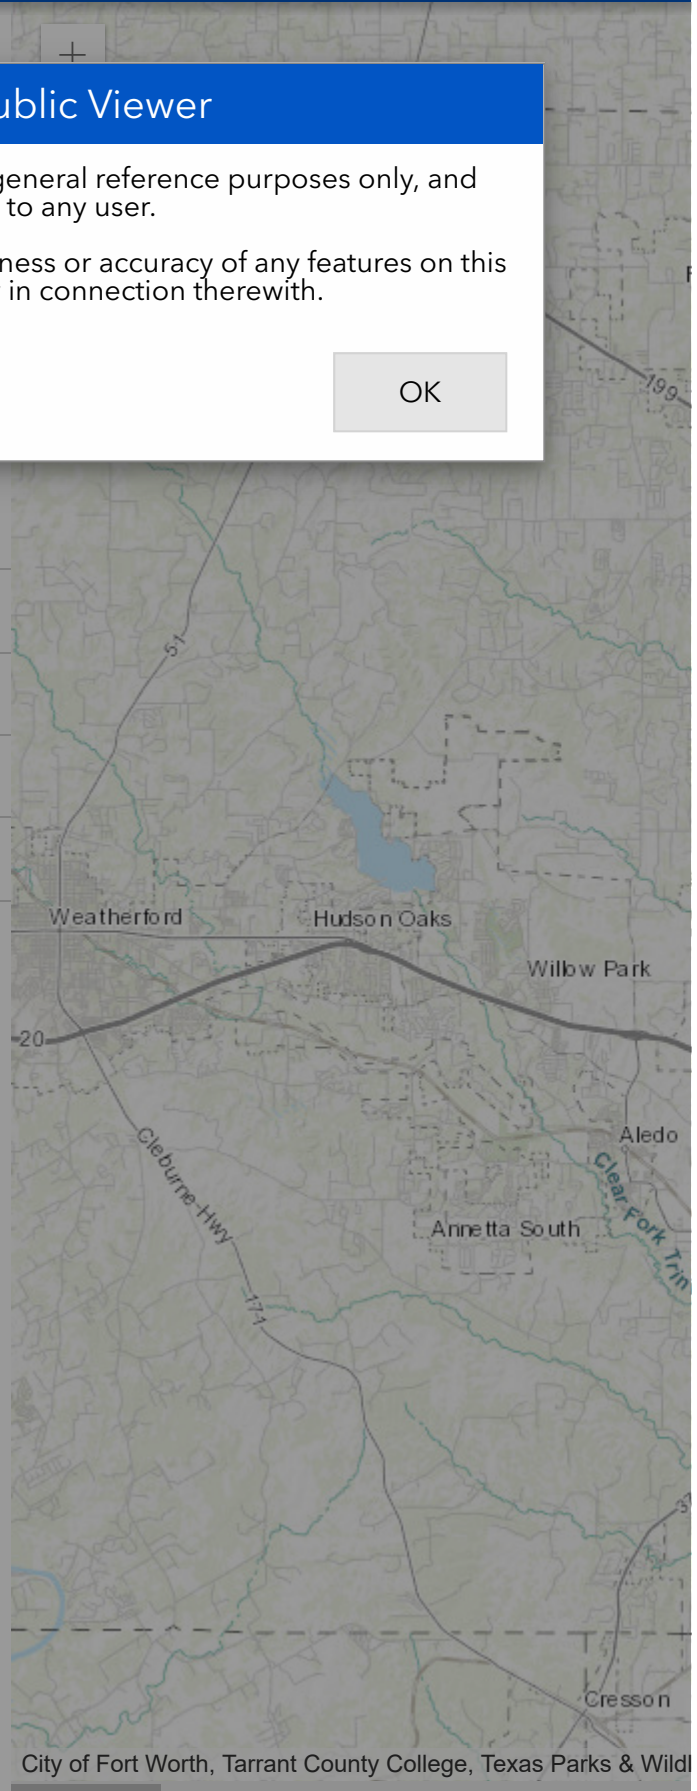 ublic Viewer
general reference purposes only, and
to any user.
ness or accuracy of any features on this
in connection therewith.
OK
199
51
Weatherford
Hudson Oaks
Willow Park
20
Aledo
Cleburne Hwy
Clear Fork Trin
Annetta South
171
37
Cresson
City of Fort Worth, Tarrant County College, Texas Parks & Wildl